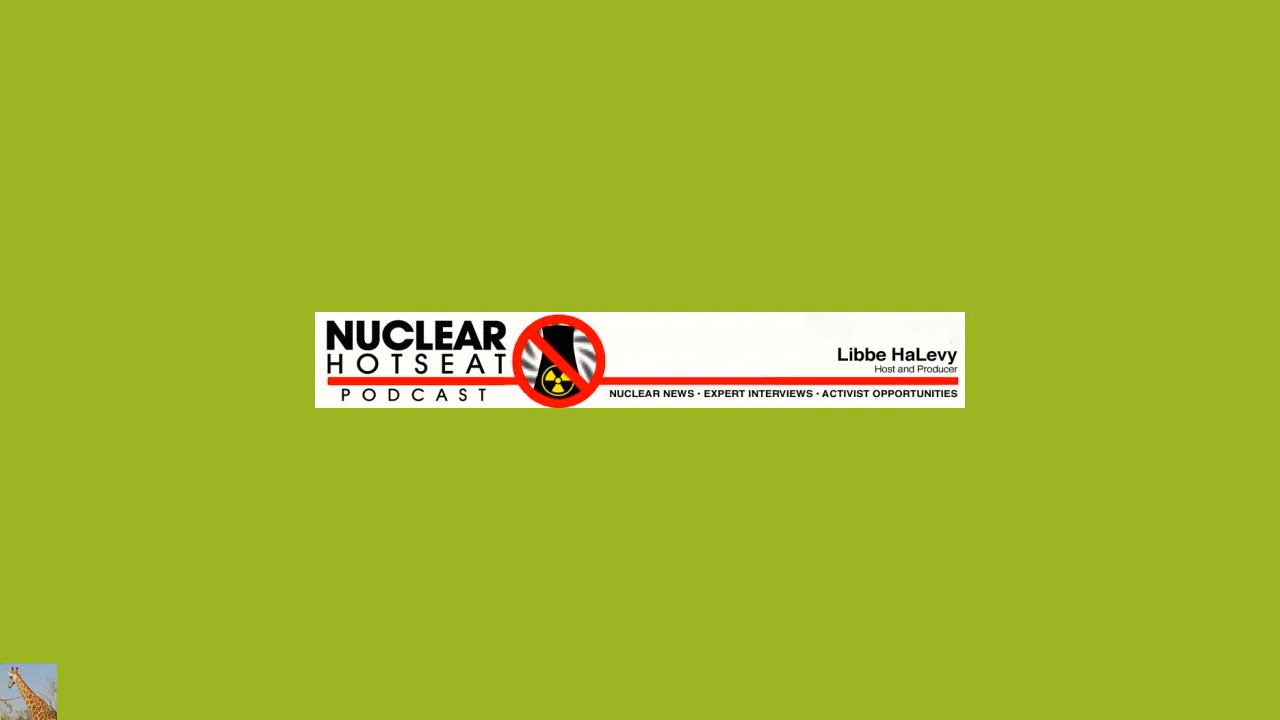 NUCLEAR
HOTSEAT
PODCAST
Libbe HaLevy
Host and Producer
NUCLEAR NEWS • EXPERT INTERVIEWS • ACTIVIST OPPORTUNITIES